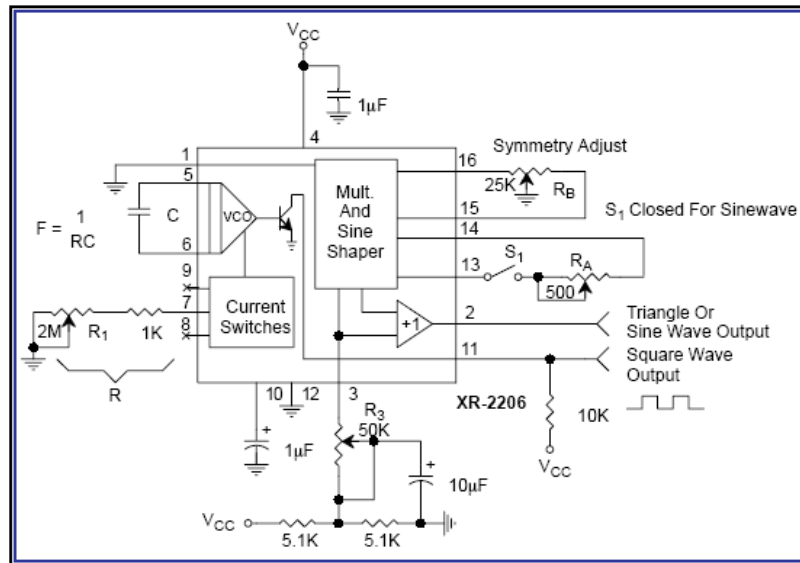 VCC
1µF
4
1
16
Symmetry Adjust
5
25K
RB
Mult.
And
Sine
Shaper
C
VCO
15
F = 1
RC
S1 Closed For Sinewave
14
6
13
S1
RA
9
500
Current
Switches
7
2M
R1
1K
8
+1
2
Triangle Or
Sine Wave Output
11
Square Wave
Output
R
10
12
3
XR-2206
R3
50K
10K
+
1µF
+
10µF
VCC
VCC
5.1K
5.1K